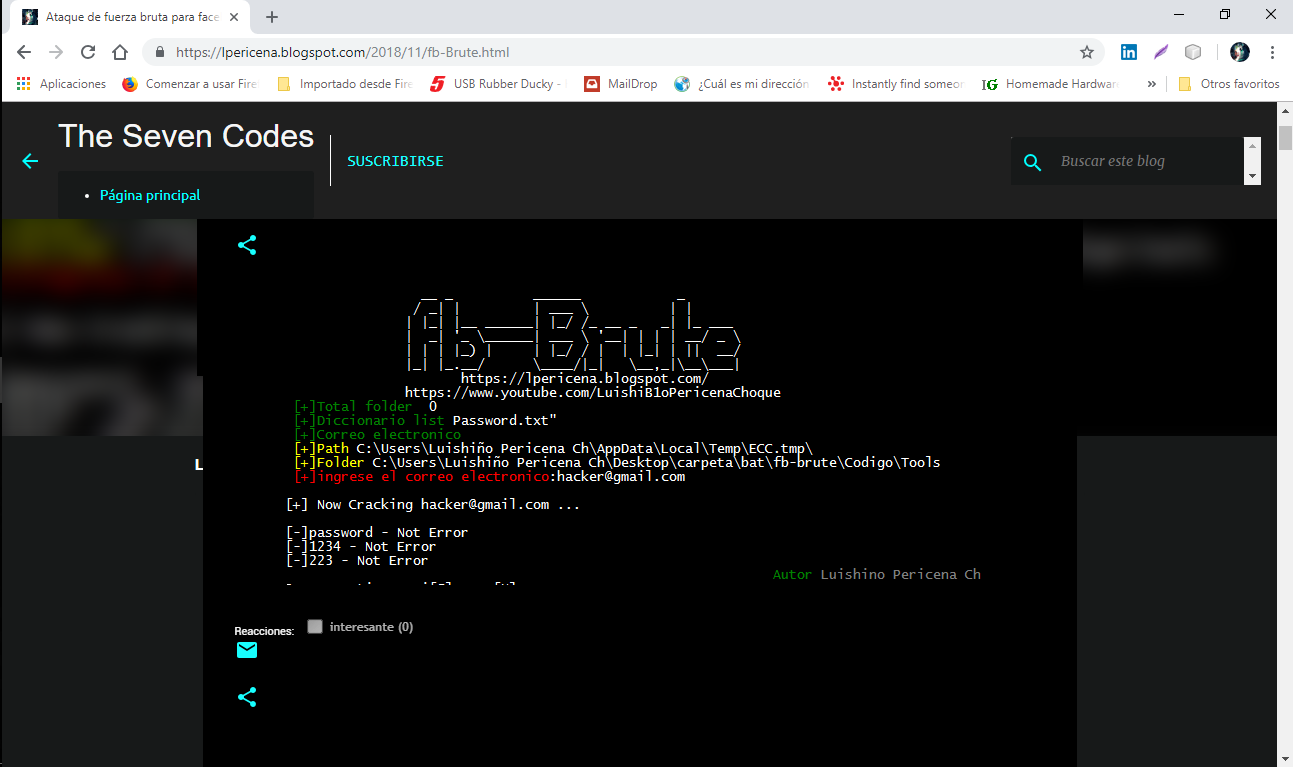 Ataque de fuerza bruta para face
https://lpericena.blogspot.com/2018/11/fb-Brute.html
Aplicaciones
Comenzar a usar Fire
Importado desde Fire
USB Rubber Ducky -
MailDrop
¿Cuál es mi dirección
Instantly find someor
IG Homemade Hardwar
»
Otros favoritos
The Seven Codes
SUSCRIBIRSE
Buscar este blog
• Página principal
fb-Brute
https://lpericena.blogspot.com/
https://www.youtube.com/LuishiB1oPericenaChoque
[+]Total folder 0
[+]Diccionario list Password.txt"
[+]Correo electronico
[+]Path C:\Users\Luishiño Pericena Ch\AppData\Local\Temp\ECC.tmp\
[+]Folder C:\Users\Luishiño Pericena Ch\Desktop\carpeta\bat\fb-brute\Codigo\Tools
[+]ingrese el correo electronico:hacker@gmail.com
[+] Now Cracking hacker@gmail.com ...
[-]password - Not Error
[-]1234 - Not Error
[-]223 - Not Error
Autor Luishino Pericena Ch
Reacciones:
interesante (0)